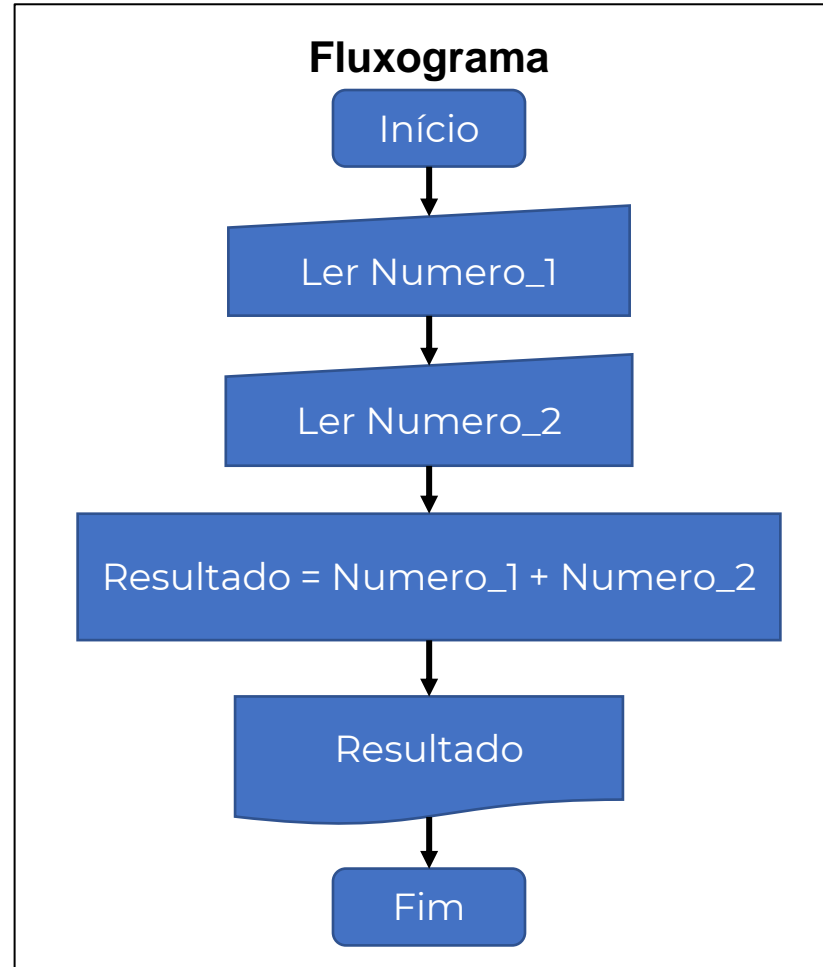 Fluxograma
Início
Ler Numero_1
Ler Numero_2
Resultado = Numero_1 + Numero_2
Resultado
Fim